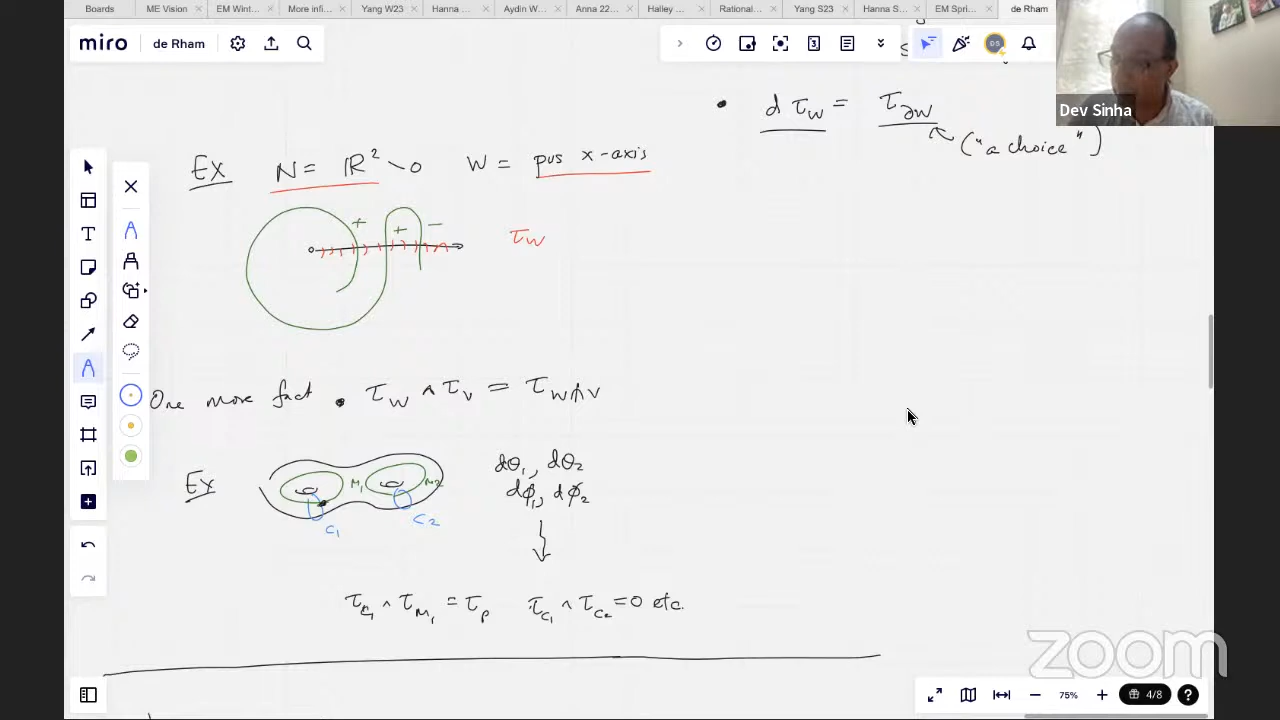 Boards ME Vision EM Wint... More infi... Yang W23 Hanna ... Aydin W... Anna 22... Halley ... Rational... Yang S23 Hanna S... EM Sprin... de Rham
miro de Rham
DS
Dev Sinha
• d τ_W = τ_∂W
("a choice")
Ex N = ℝ² \ 0 W = pos x-axis
+ + −
τ_W
One more fact • τ_W ∧ τ_V = τ_W⋔V
Ex
M₁ M₂
C₁ C₂
dθ₁, dθ₂
dϕ₁, dϕ₂
↓
τ_C₁ ∧ τ_M₁ = τ_p τ_C₁ ∧ τ_C₂ = 0 etc.
zoom
75% 4/8 ?